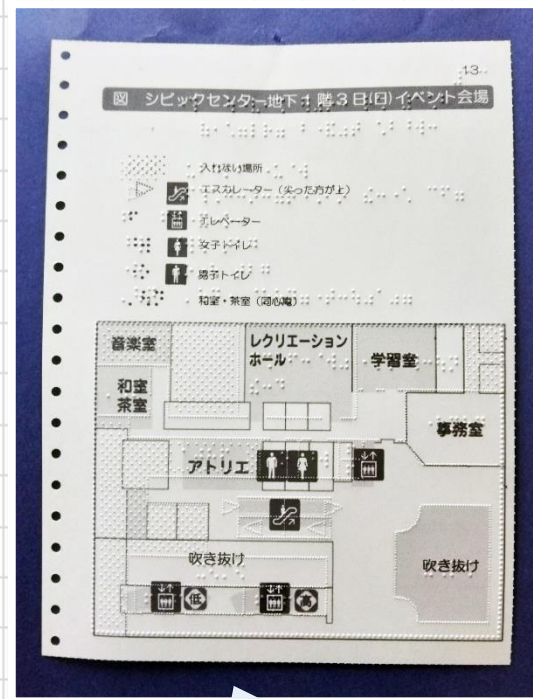 13
図 シビックセンター地下1階3日(日)イベント会場
入れない場所
エスカレーター（尖った方が上）
エレベーター
女子トイレ
男子トイレ
和室・茶室（同心庵）
音楽室
レクリエーション
ホール
学習室
和室
茶室
事務室
アトリエ
吹き抜け
吹き抜け
低
高